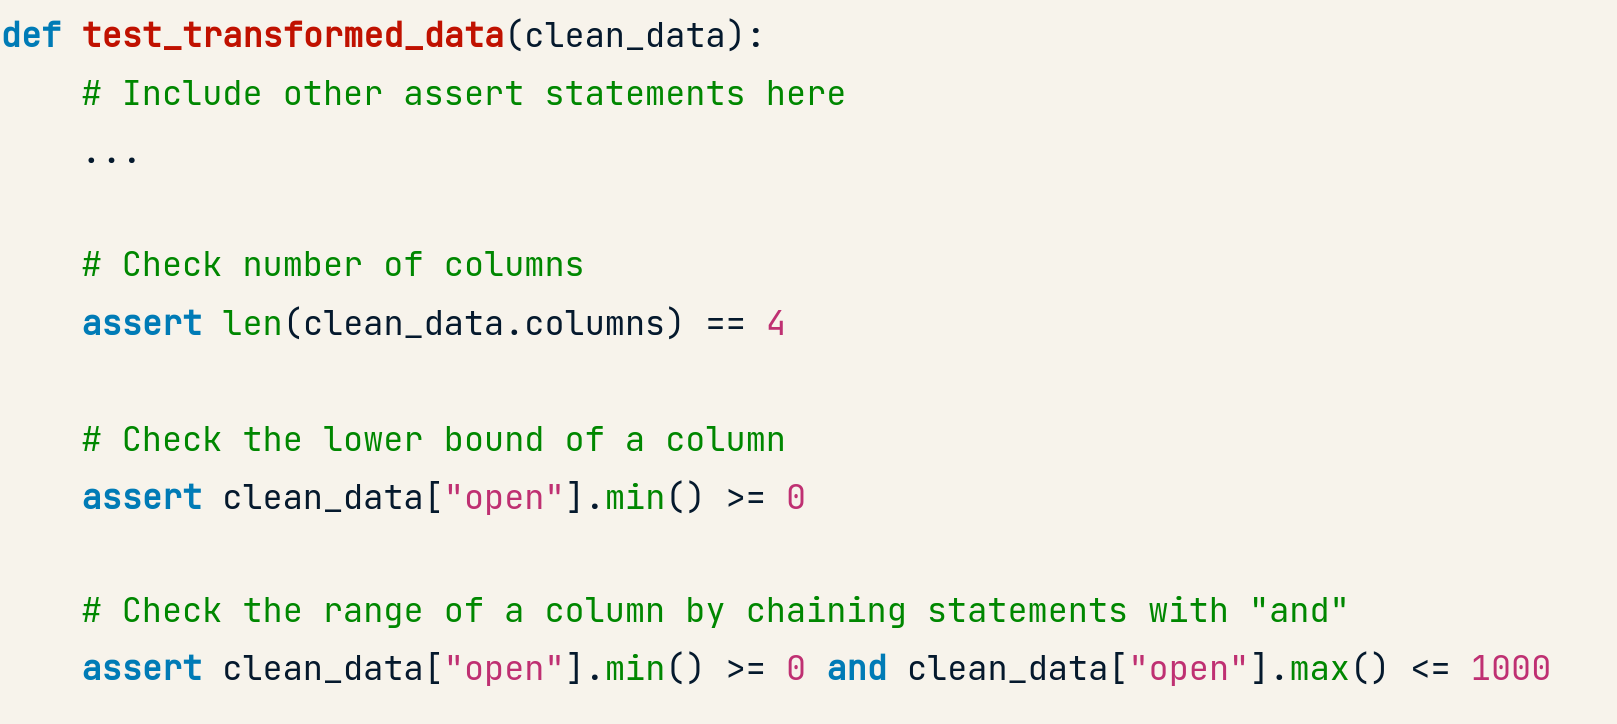 def test_transformed_data(clean_data):
    # Include other assert statements here
    ...
    # Check number of columns
    assert len(clean_data.columns) == 4
    # Check the lower bound of a column
    assert clean_data["open"].min() >= 0
    # Check the range of a column by chaining statements with "and"
    assert clean_data["open"].min() >= 0 and clean_data["open"].max() <= 1000